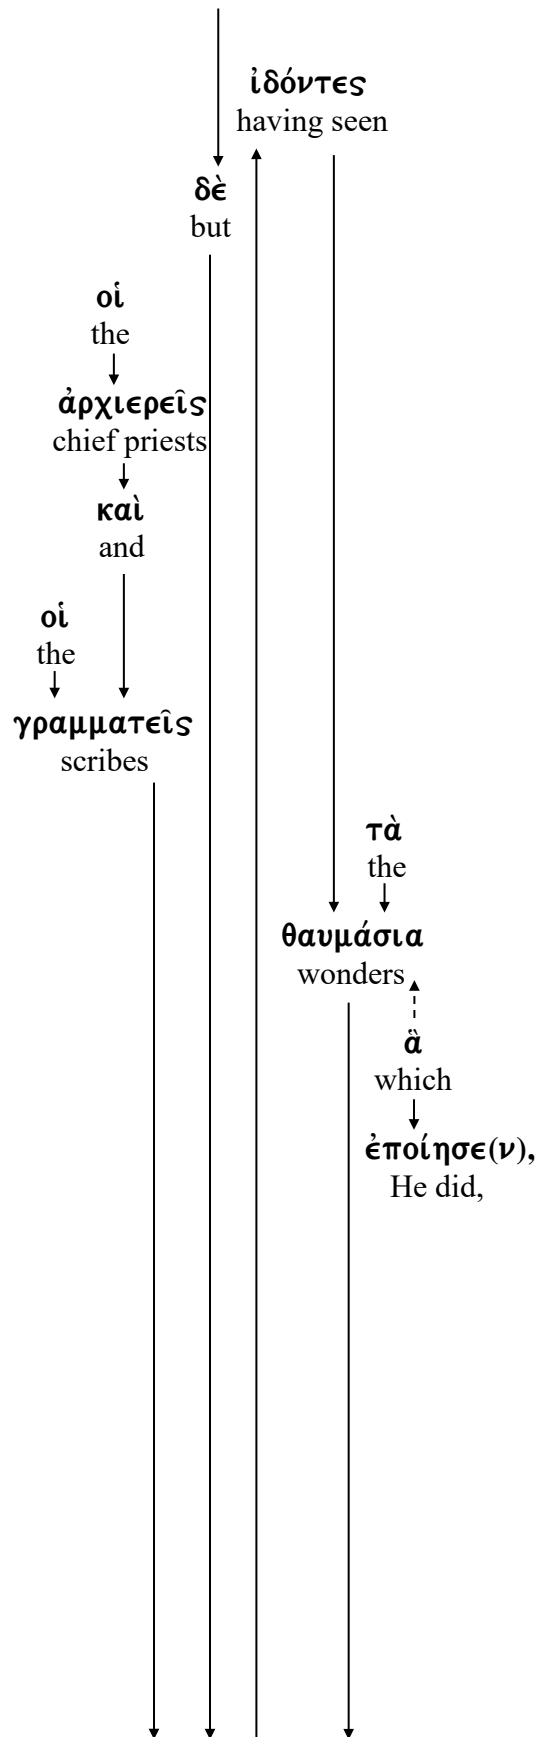 ἰδόντες
having seen
δὲ
but
οἱ
the
ἀρχιερεῖς
chief priests
καὶ
and
οἱ
the
γραμματεῖς
scribes
τὰ
the
θαυμάσια
wonders
ἃ
which
ἐποίησε(ν),
He did,